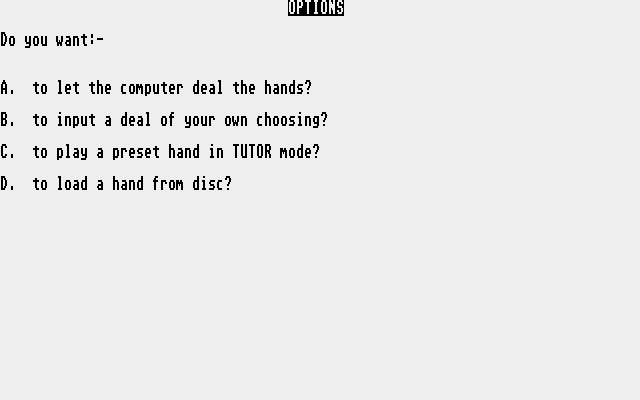 OPTIONS
Do you want:-
A.  to let the computer deal the hands?
B.  to input a deal of your own choosing?
C.  to play a preset hand in TUTOR mode?
D.  to load a hand from disc?